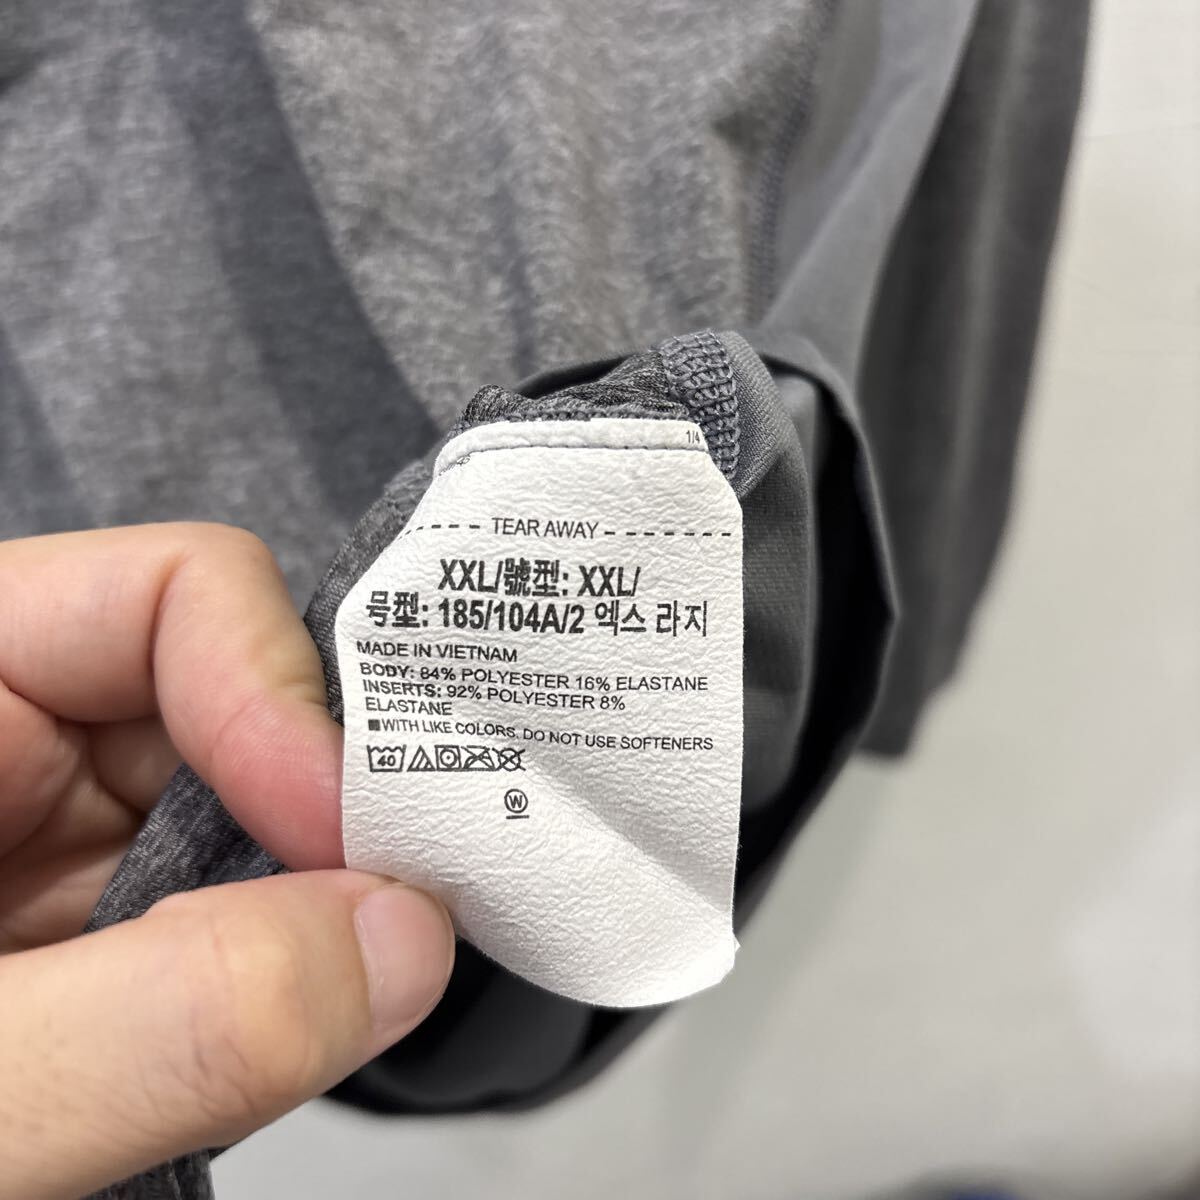 1/4
TEAR AWAY
XXL/號型: XXL/
号型: 185/104A/2 엑스 라지
MADE IN VIETNAM
BODY: 84% POLYESTER 16% ELASTANE
INSERTS: 92% POLYESTER 8%
ELASTANE
WITH LIKE COLORS, DO NOT USE SOFTENERS
40
W